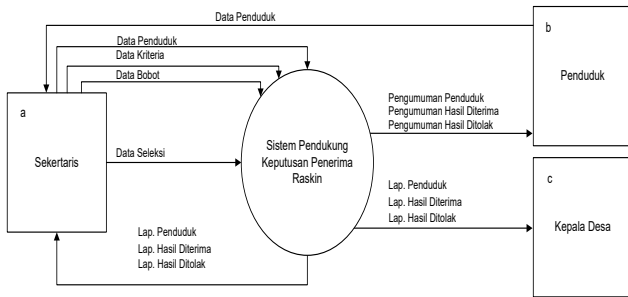 Data Penduduk
b
Penduduk
Data Penduduk
Data Kriteria
Data Bobot
a
Sekertaris
Data Seleksi
Sistem Pendukung
Keputusan Penerima
Raskin
Pengumuman Penduduk
Pengumuman Hasil Diterima
Pengumuman Hasil Ditolak
c
Kepala Desa
Lap. Penduduk
Lap. Hasil Diterima
Lap. Hasil Ditolak
Lap. Penduduk
Lap. Hasil Diterima
Lap. Hasil Ditolak